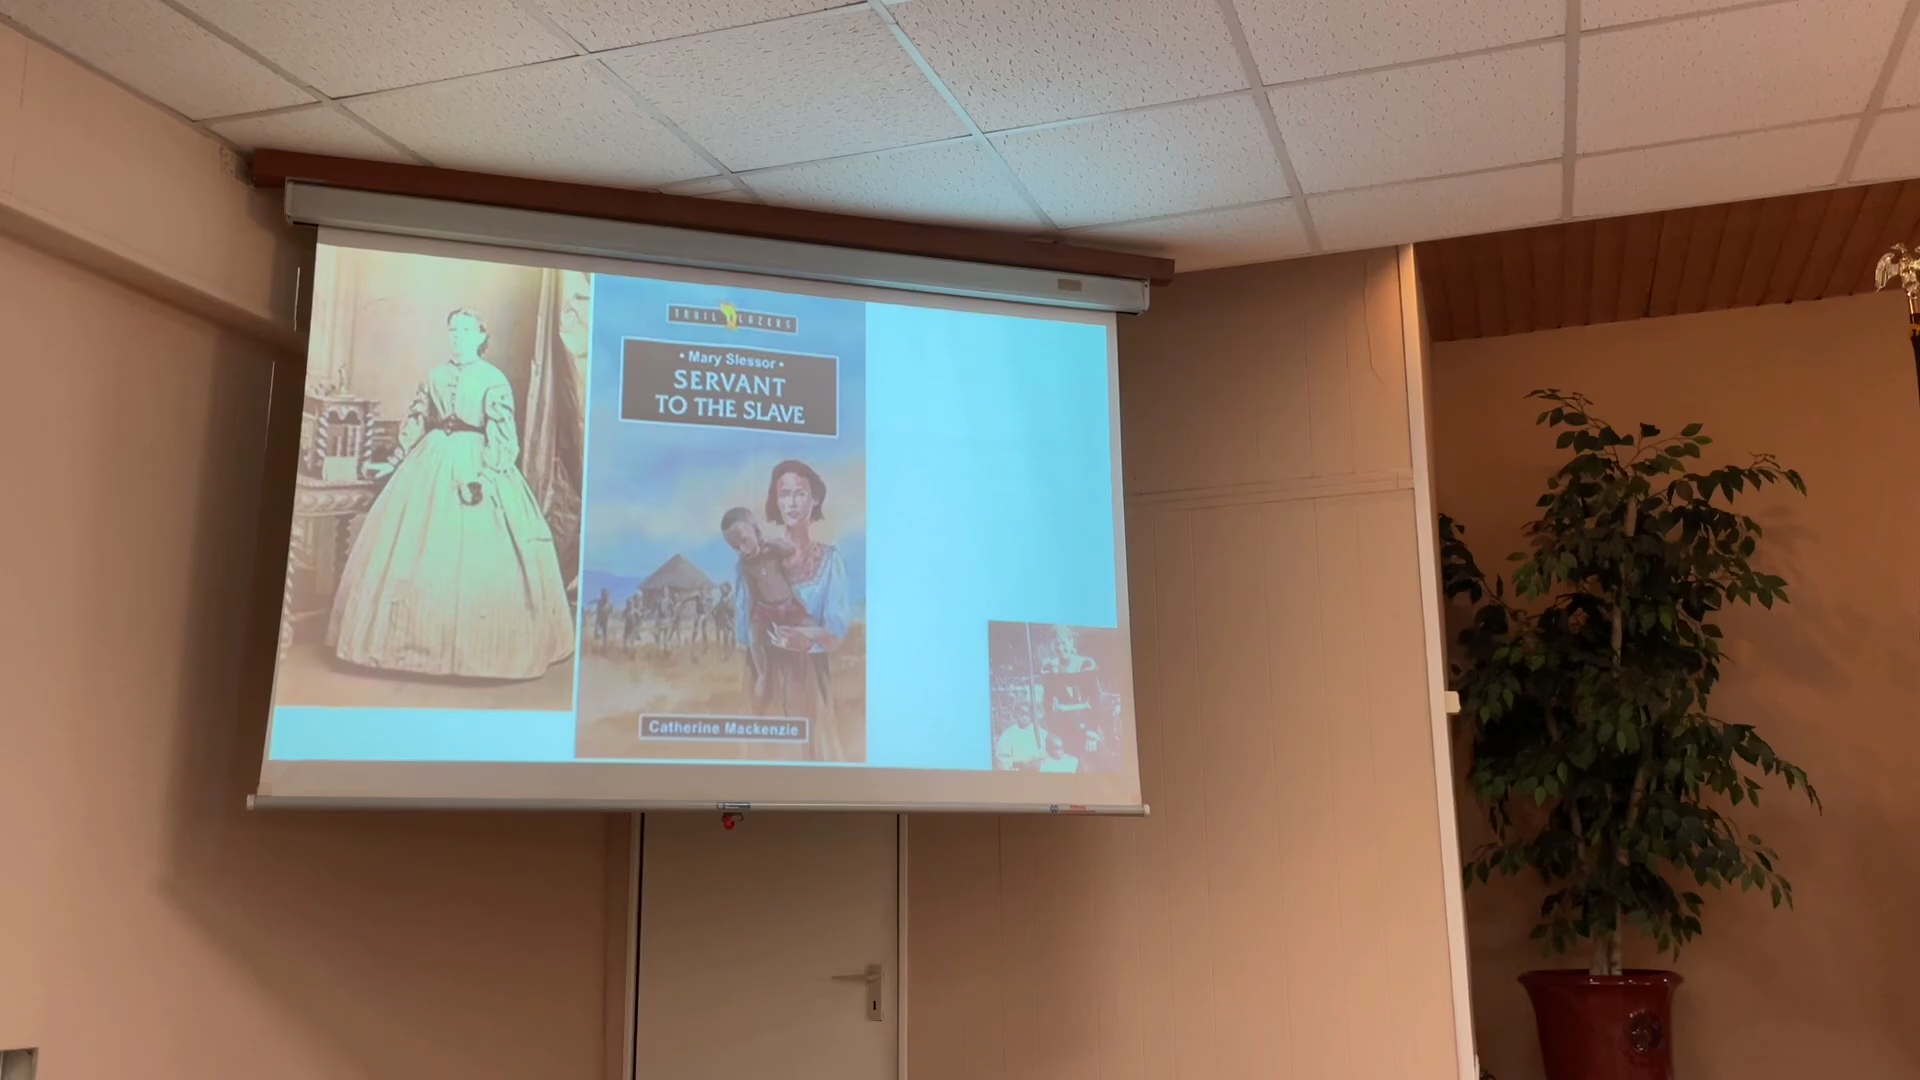 TRAIL BLAZERS
• Mary Slessor •
SERVANT
TO THE SLAVE
Catherine Mackenzie